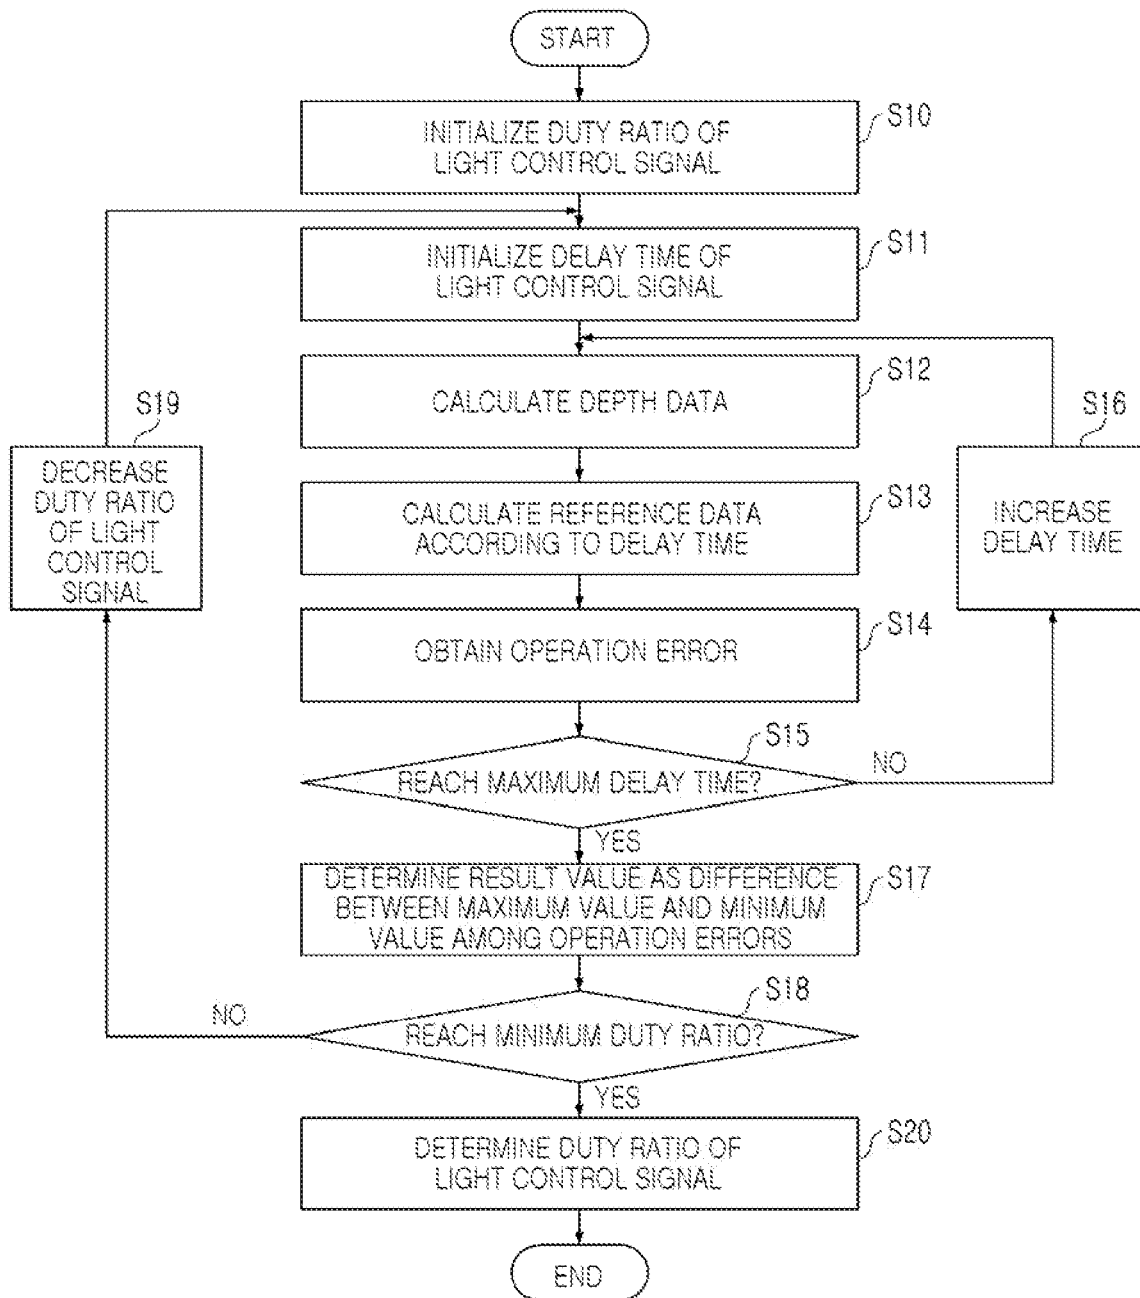 START
S10
INITIALIZE DUTY RATIO OF
LIGHT CONTROL SIGNAL
S11
INITIALIZE DELAY TIME OF
LIGHT CONTROL SIGNAL
S12
CALCULATE DEPTH DATA
S19
DECREASE
DUTY RATIO
OF LIGHT
CONTROL
SIGNAL
S16
INCREASE
DELAY TIME
S13
CALCULATE REFERENCE DATA
ACCORDING TO DELAY TIME
S14
OBTAIN OPERATION ERROR
S15
REACH MAXIMUM DELAY TIME?
NO
YES
S17
DETERMINE RESULT VALUE AS DIFFERENCE
BETWEEN MAXIMUM VALUE AND MINIMUM
VALUE AMONG OPERATION ERRORS
S18
NO
REACH MINIMUM DUTY RATIO?
YES
S20
DETERMINE DUTY RATIO OF
LIGHT CONTROL SIGNAL
END